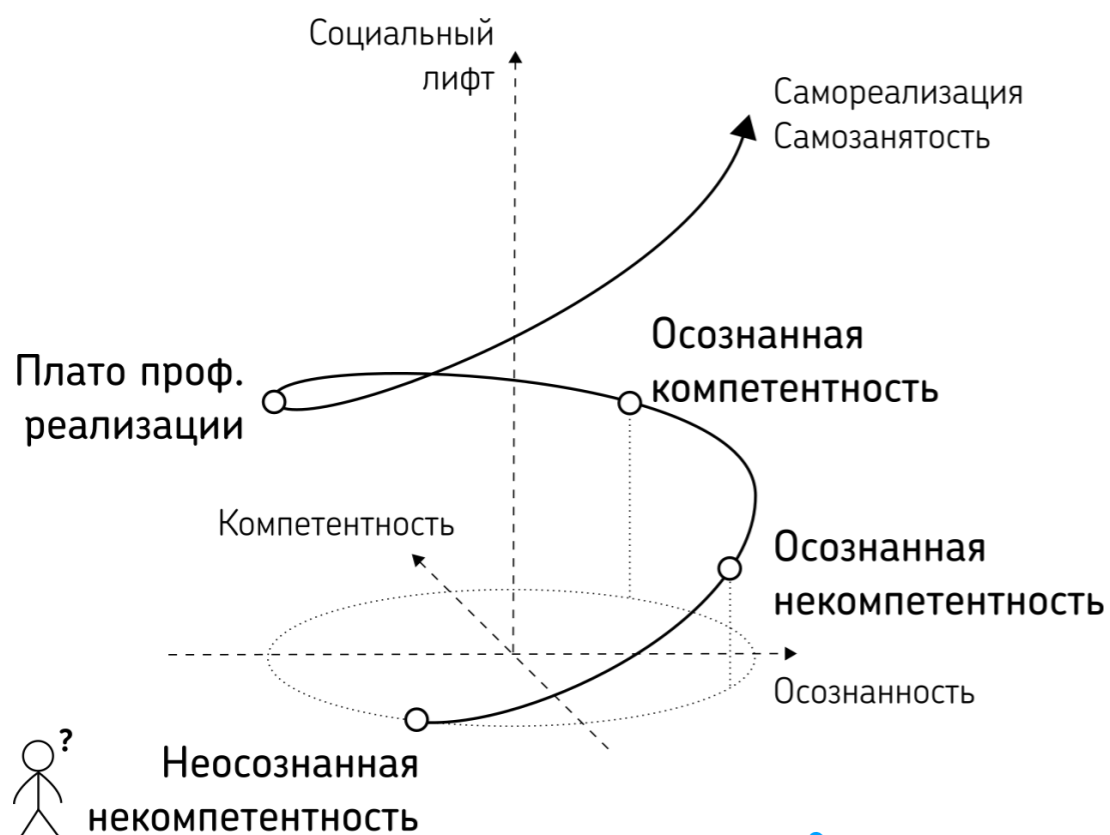 Социальный
лифт
Самореализация
Самозанятость
Осознанная
компетентность
Плато проф.
реализации
Компетентность
Осознанная
некомпетентность
Осознанность
?
Неосознанная
некомпетентность